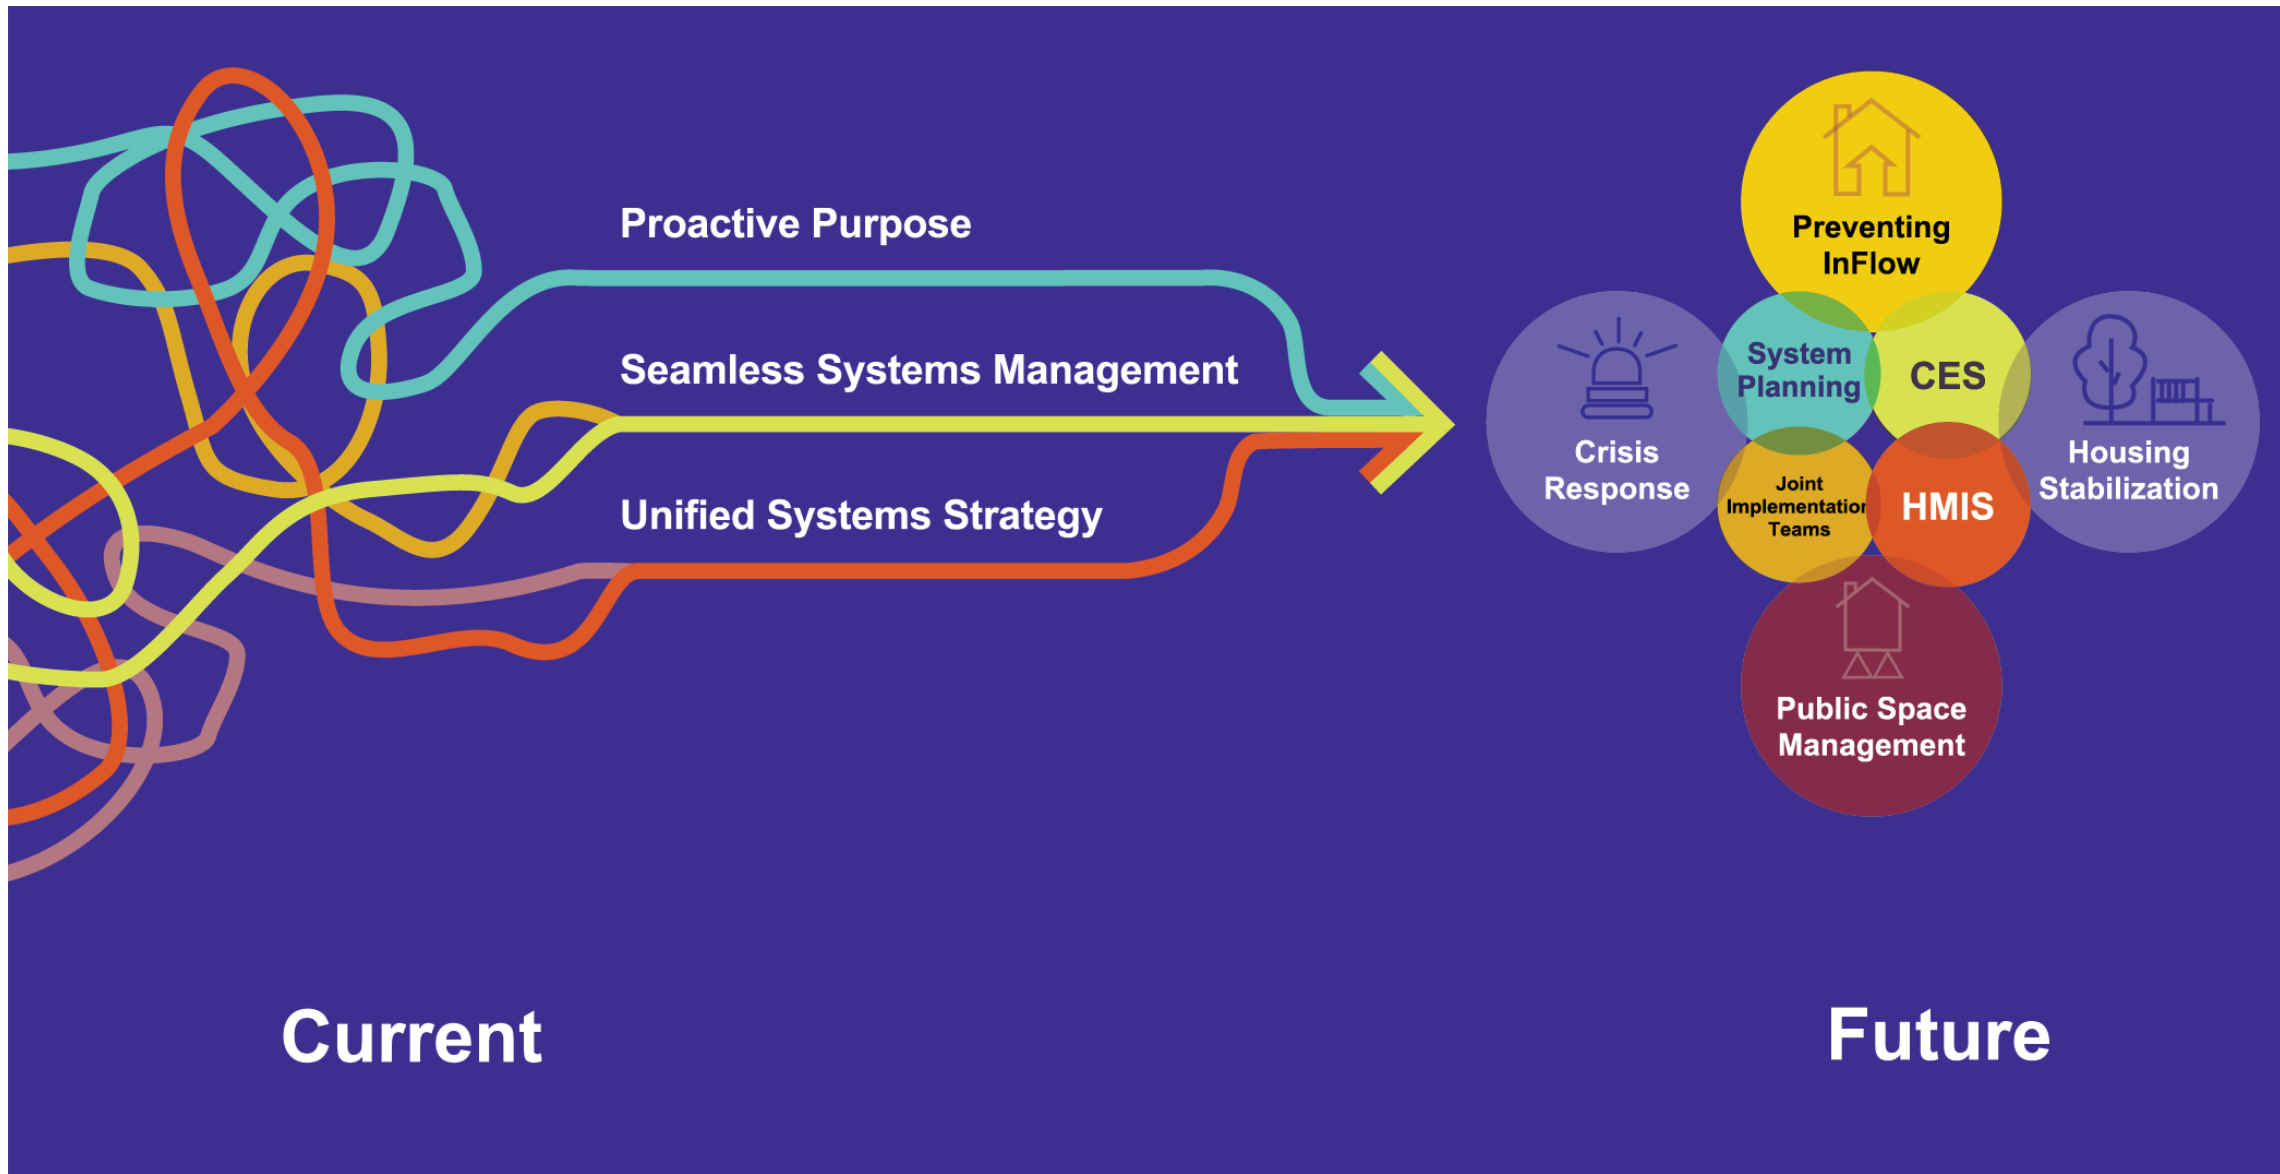 Proactive Purpose
Seamless Systems Management
Unified Systems Strategy
Preventing
InFlow
System
Planning
CES
Crisis
Response
Housing
Stabilization
Joint
Implementation
Teams
HMIS
Public Space
Management
Current
Future